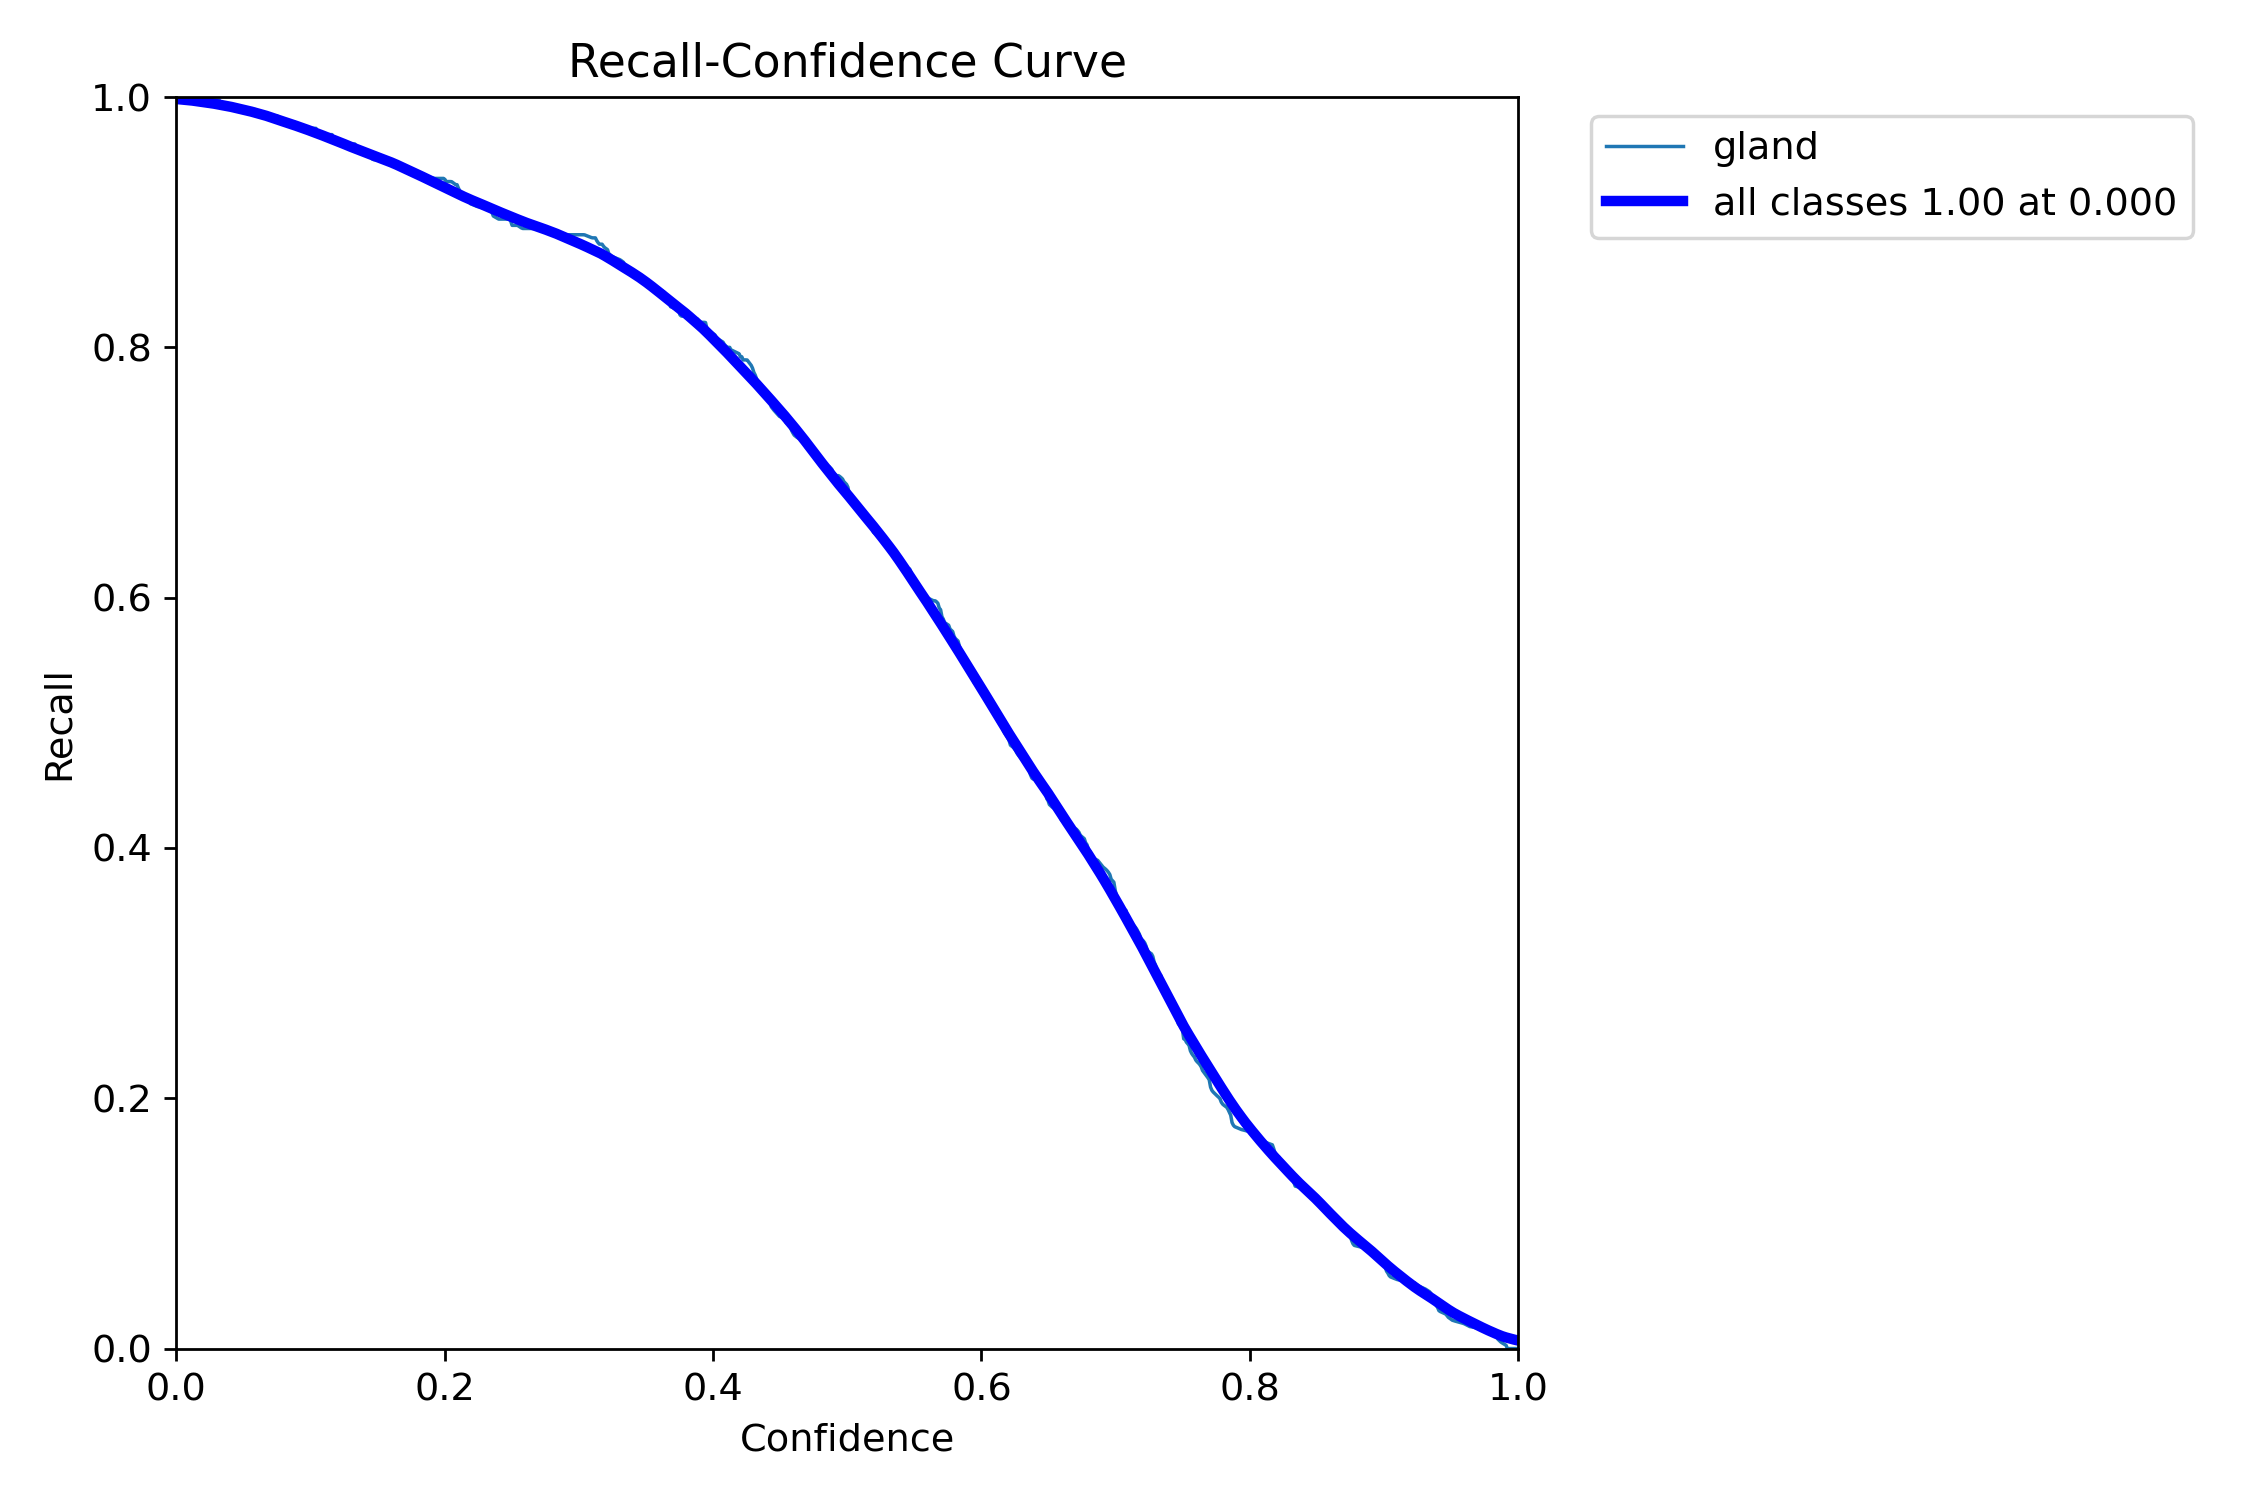 Recall-Confidence Curve
gland
all classes 1.00 at 0.000
1.0
0.8
0.6
0.4
0.2
0.0
Recall
0.0 0.2 0.4 0.6 0.8 1.0
Confidence